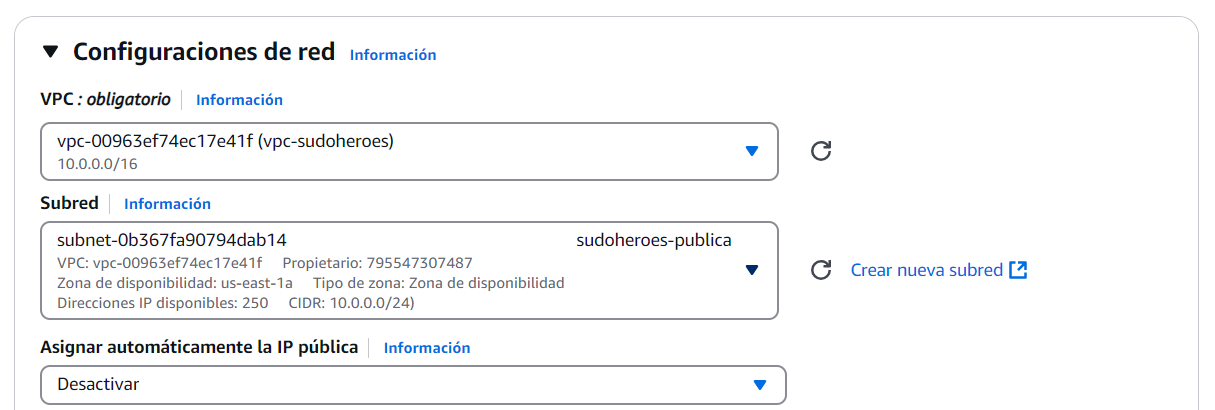 Configuraciones de red Información
VPC : obligatorio Información
vpc-00963ef74ec17e41f (vpc-sudoheroes)
10.0.0.0/16
Subred Información
subnet-0b367fa90794dab14 sudoheroes-publica
VPC: vpc-00963ef74ec17e41f Propietario: 795547307487
Zona de disponibilidad: us-east-1a Tipo de zona: Zona de disponibilidad
Direcciones IP disponibles: 250 CIDR: 10.0.0.0/24)
Crear nueva subred
Asignar automáticamente la IP pública Información
Desactivar